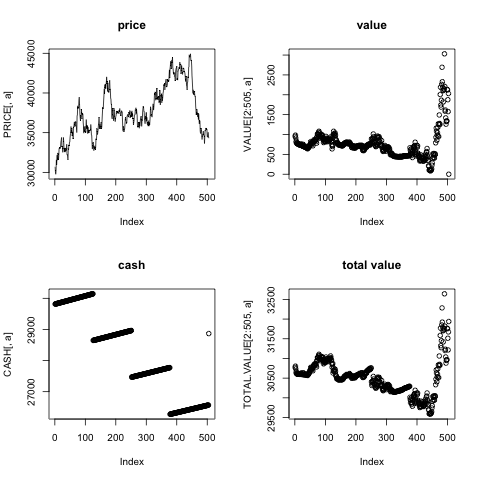 price
PRICE[, a]
30000 35000 40000 45000
0 100 200 300 400 500
Index
value
VALUE[2:505, a]
0 500 1500 2500
0 100 200 300 400 500
Index
cash
CASH[, a]
27000 29000
0 100 200 300 400 500
Index
total value
TOTAL.VALUE[2:505, a]
29500 30500 31500 32500
0 100 200 300 400 500
Index